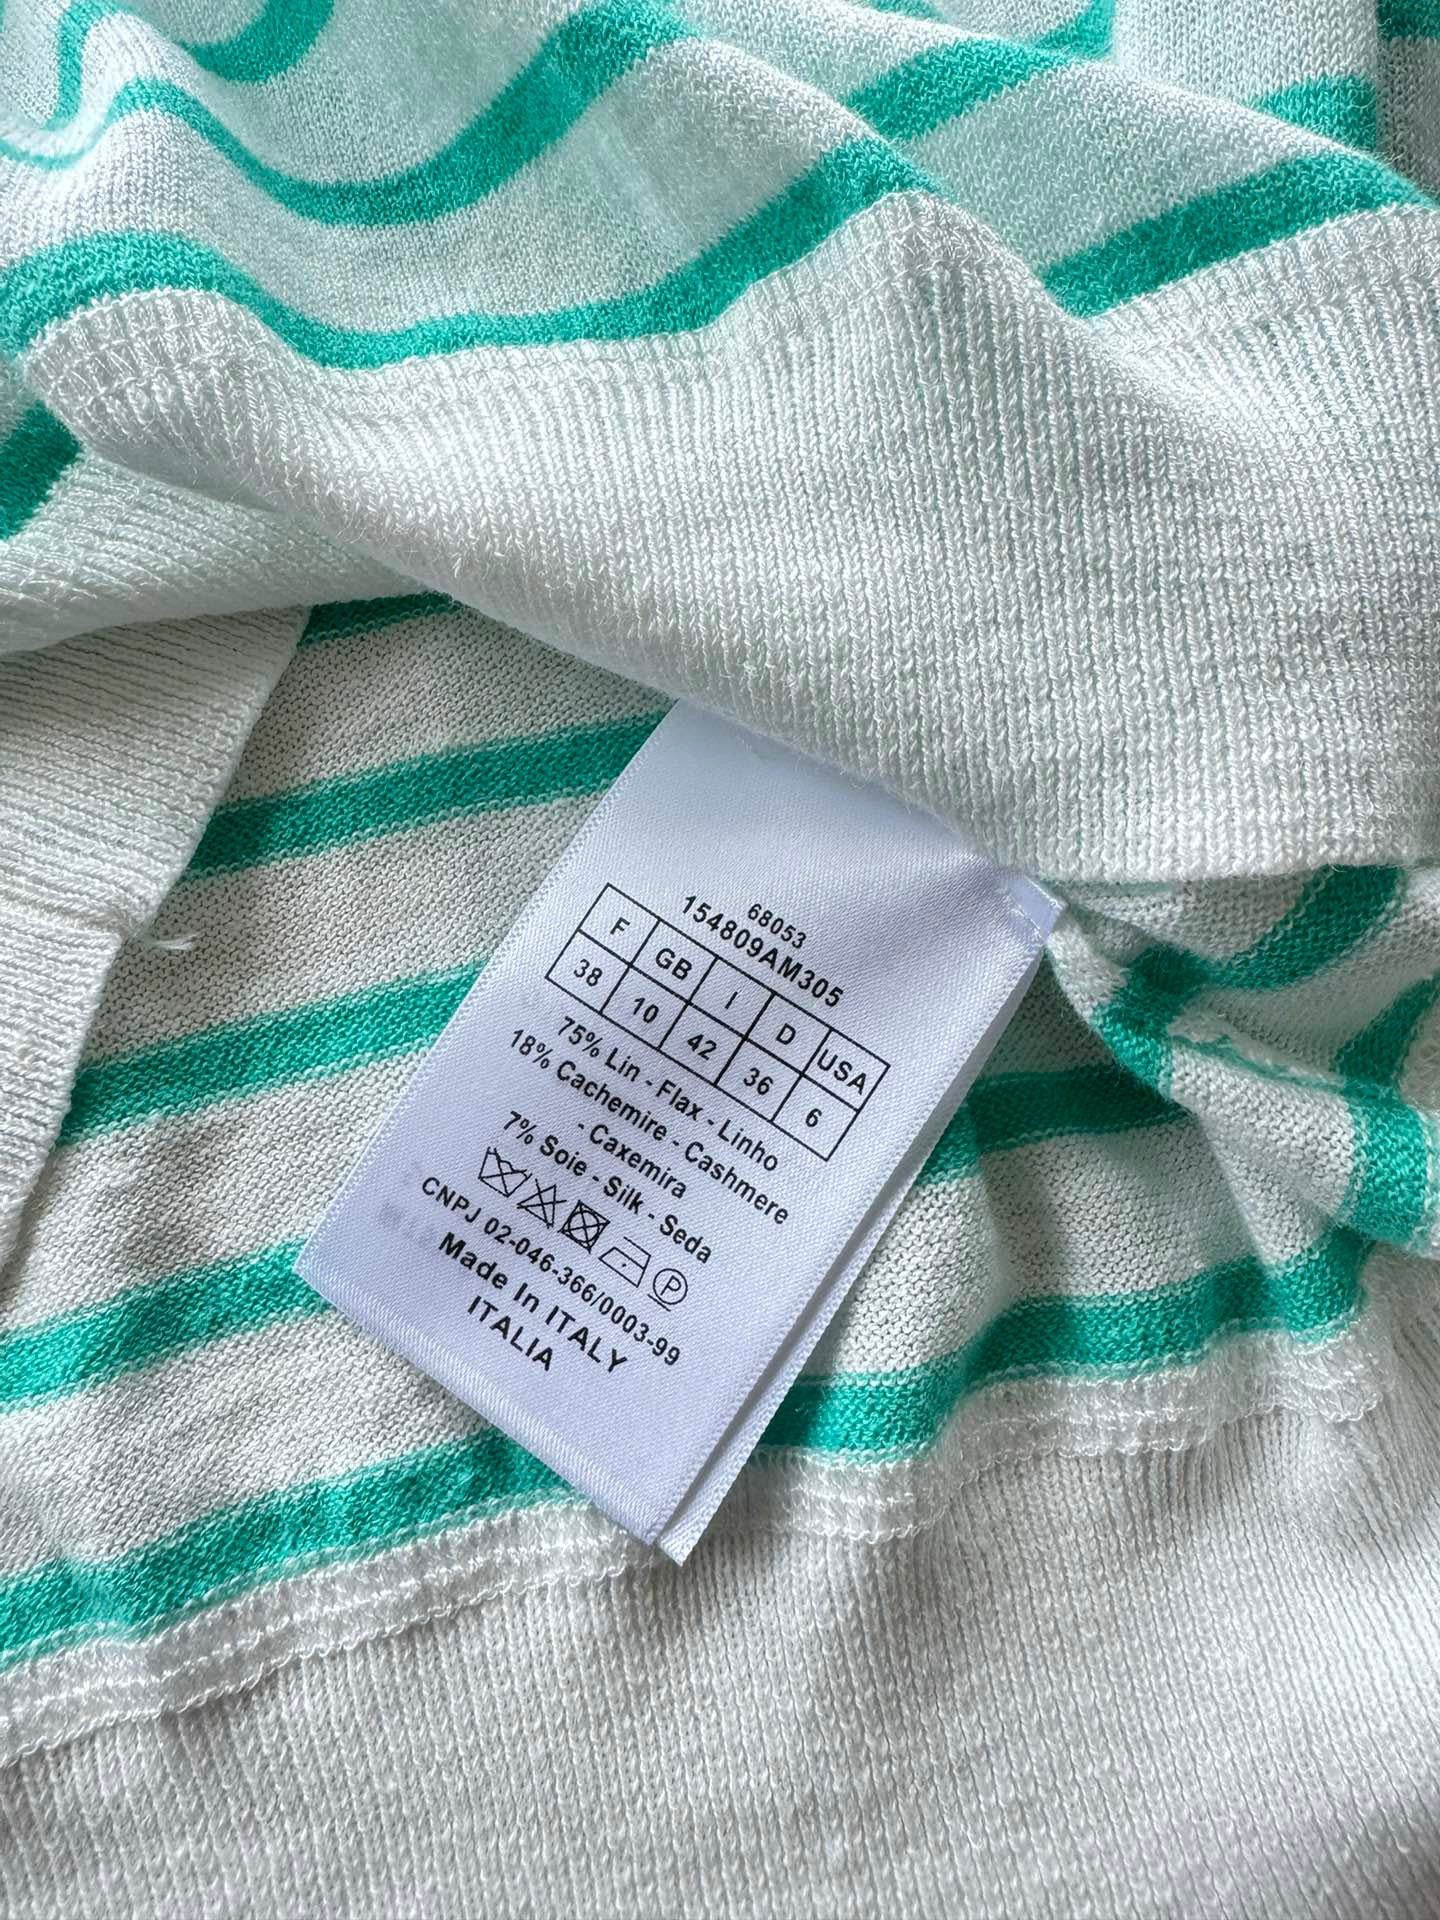 68053
154809AM305
F GB I D USA
38 10 42 36 6
75% Lin - Flax - Linho
18% Cachemire - Cashmere
- Caxemira
7% Soie - Silk - Seda
P
CNPJ 02-046-366/0003-99
Made In ITALY
ITALIA